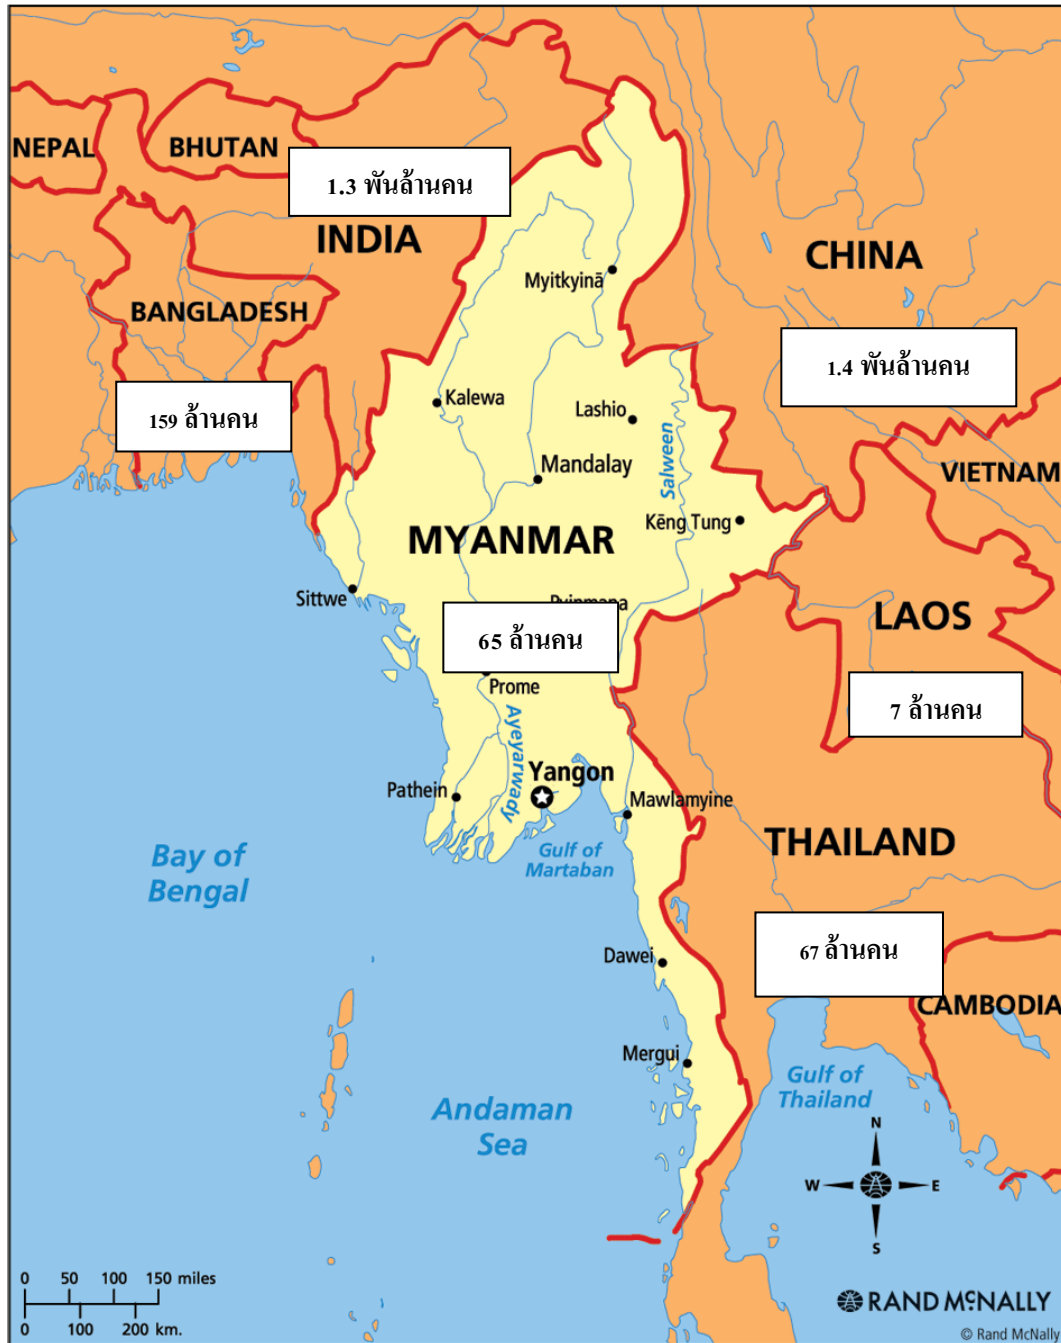 NEPAL
BHUTAN
1.3 พันล้านคน
INDIA
CHINA
Myitkyinā
BANGLADESH
1.4 พันล้านคน
159 ล้านคน
Kalewa
Lashio
Salween
VIETNAM
Mandalay
MYANMAR
Kēng Tung
Sittwe
LAOS
65 ล้านคน
Prome
7 ล้านคน
Ayeyarwady
Pathein
Yangon
Mawlamyine
THAILAND
Bay of
Bengal
Gulf of
Martaban
67 ล้านคน
Dawei
CAMBODIA
Mergui
Gulf of
Thailand
Andaman
Sea
N
W
E
S
0 50 100 150 miles
0 100 200 km.
RAND McNALLY
© Rand McNally